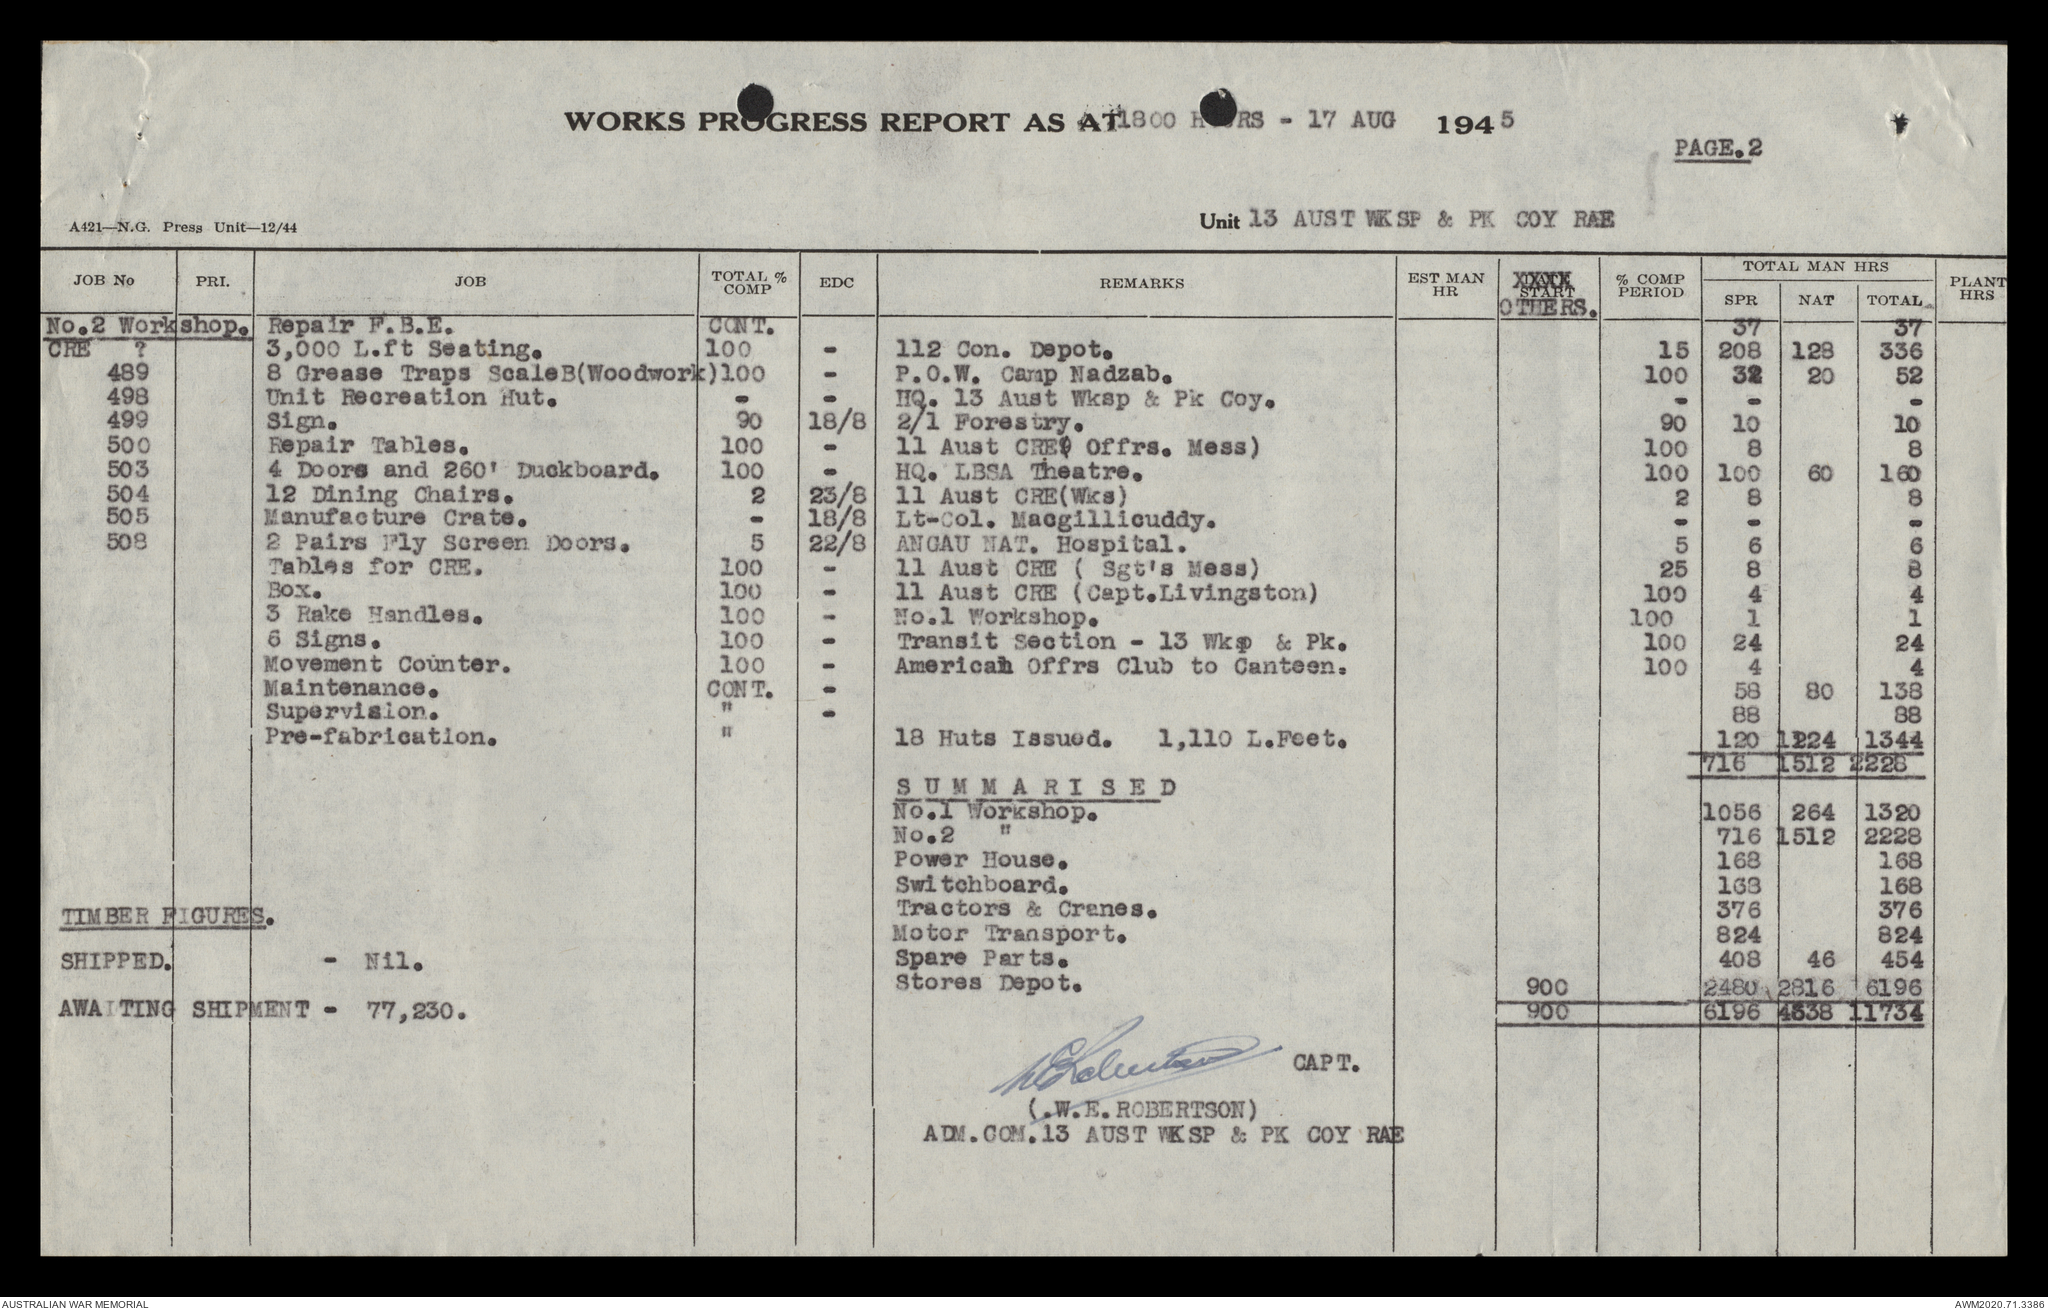 WORKS PROGRESS REPORT AS AT 1800 HOURS - 17 AUG 1945
PAGE.2
A421—N.G. Press Unit—12/44
Unit 13 AUST WKSP & PK COY RAE
JOB No PRI. JOB TOTAL % COMP EDC REMARKS EST MAN HR XXXX START OTHERS. % COMP PERIOD TOTAL MAN HRS SPR NAT TOTAL PLANT HRS
No.2 Workshop. Repair F.B.E. CONT. 37 37
CRE ? 3,000 L.ft Seating. 100 - 112 Con. Depot. 15 208 128 336
489 8 Grease Traps ScaleB(Woodwork) 100 - P.O.W. Camp Nadzab. 100 32 20 52
498 Unit Recreation Hut. - - HQ. 13 Aust Wksp & Pk Coy. - - -
499 Sign. 90 18/8 2/1 Forestry. 90 10 10
500 Repair Tables. 100 - 11 Aust CRE( Offrs. Mess) 100 8 8
503 4 Doors and 260' Duckboard. 100 - HQ. LBSA Theatre. 100 100 60 160
504 12 Dining Chairs. 2 23/8 11 Aust CRE(Wks) 2 8 8
505 Manufacture Crate. - 18/8 Lt-Col. Macgillicuddy. - - -
508 2 Pairs Fly Screen Doors. 5 22/8 ANGAU NAT. Hospital. 5 6 6
Tables for CRE. 100 - 11 Aust CRE ( Sgt's Mess) 25 8 8
Box. 100 - 11 Aust CRE (Capt.Livingston) 100 4 4
3 Rake Handles. 100 - No.1 Workshop. 100 1 1
6 Signs. 100 - Transit Section - 13 Wksp & Pk. 100 24 24
Movement Counter. 100 - American Offrs Club to Canteen. 100 4 4
Maintenance. CONT. - 58 80 138
Supervision. " - 88 88
Pre-fabrication. " 18 Huts Issued. 1,110 L.Feet. 120 1224 1344
716 1512 2228
SUMMARISED
No.1 Workshop. 1056 264 1320
No.2 " 716 1512 2228
Power House. 168 168
Switchboard. 168 168
TIMBER FIGURES. Tractors & Cranes. 376 376
Motor Transport. 824 824
SHIPPED. - Nil. Spare Parts. 408 46 454
Stores Depot. 900 2480 2816 6196
AWAITING SHIPMENT - 77,230. 900 6196 4638 11734
WERobertson CAPT.
(.W.E.ROBERTSON)
ADM.COM.13 AUST WKSP & PK COY RAE
AUSTRALIAN WAR MEMORIAL
AWM2020.71.3386